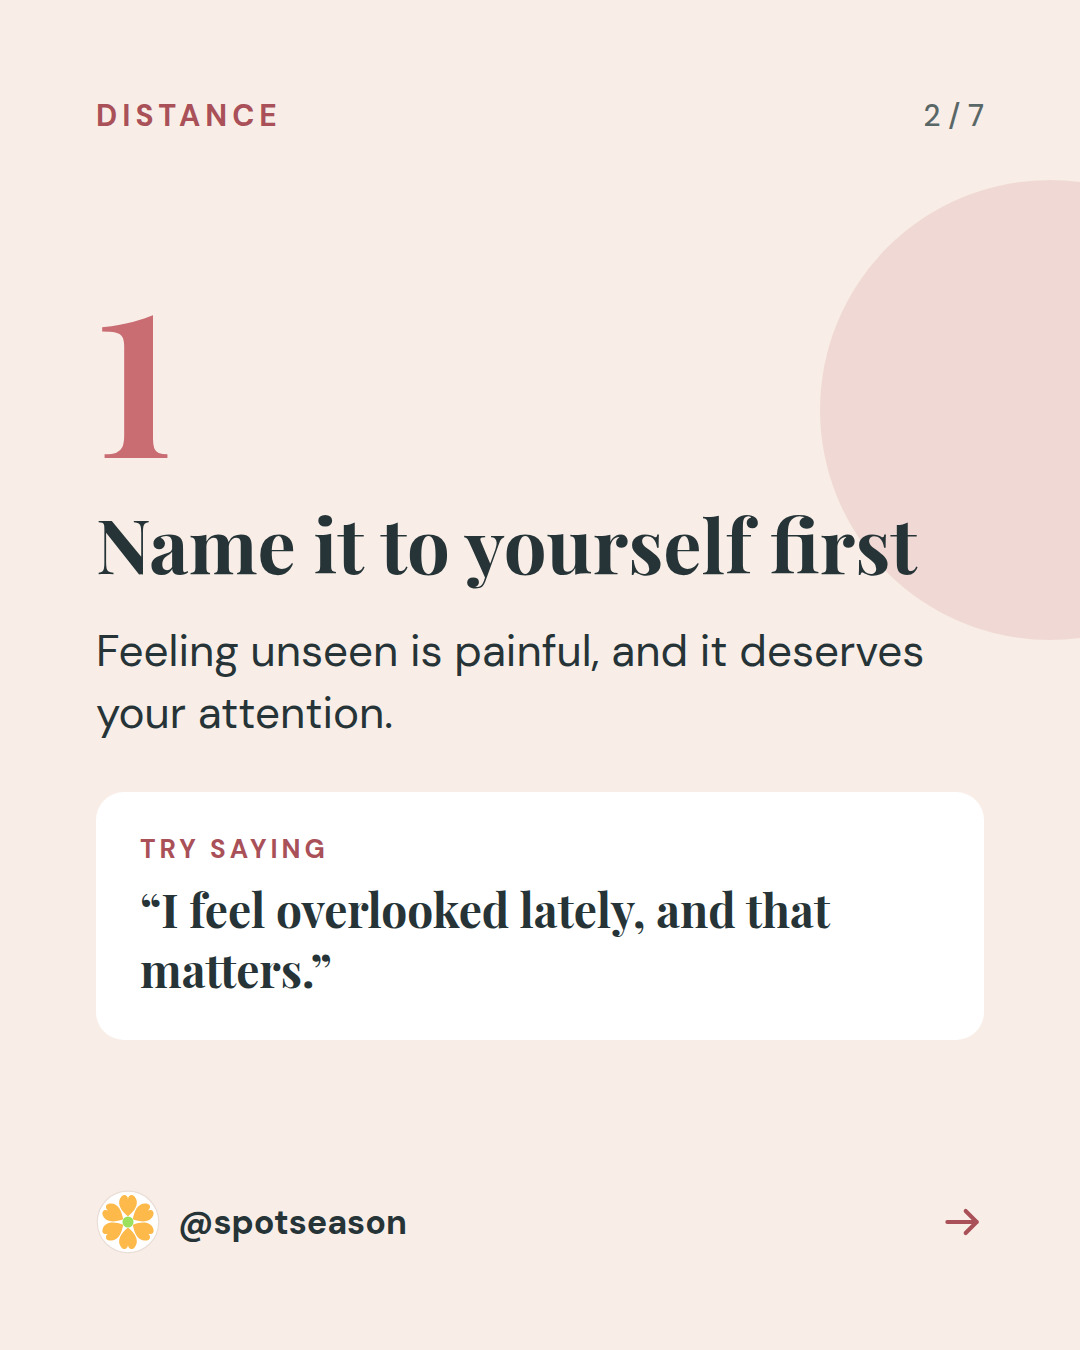 DISTANCE
2 / 7
1
Name it to yourself first
Feeling unseen is painful, and it deserves
your attention.
TRY SAYING
“I feel overlooked lately, and that
matters.”
@spotseason